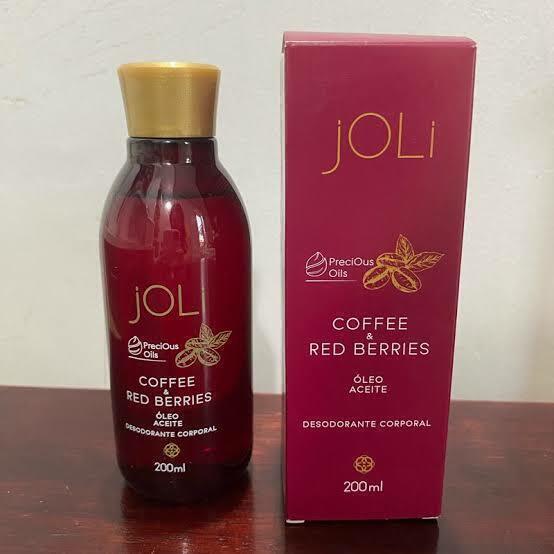 jOLi
PreciOus
Oils
COFFEE
&
RED BERRIES
ÓLEO
ACEITE
DESODORANTE CORPORAL
200ml
jOLi
PreciOus
Oils
COFFEE
&
RED BERRIES
ÓLEO
ACEITE
DESODORANTE CORPORAL
200ml